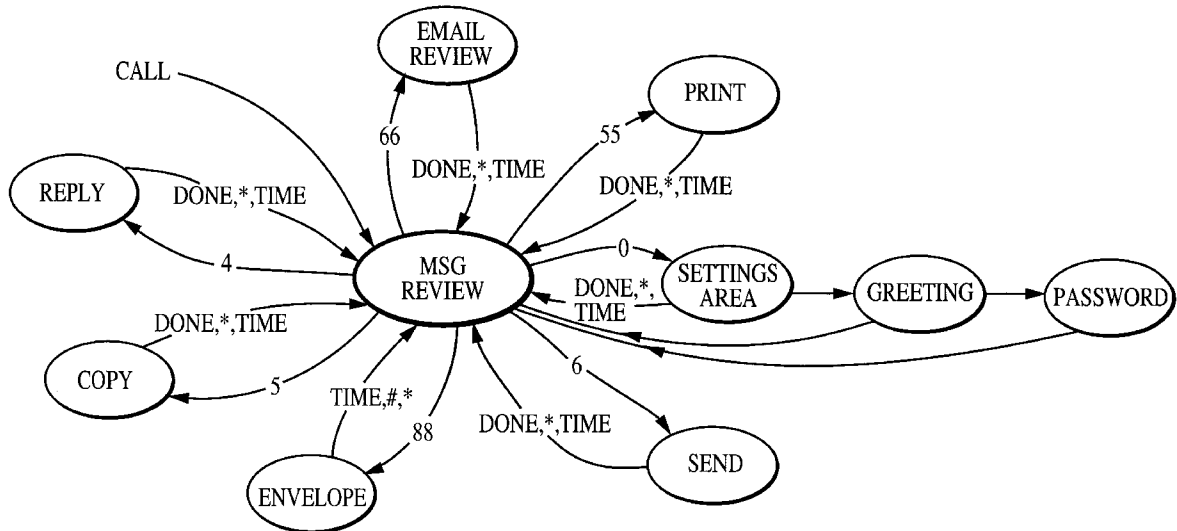 EMAIL
REVIEW
CALL
PRINT
66
55
DONE,*,TIME
DONE,*,TIME
REPLY
DONE,*,TIME
4
MSG
REVIEW
0
SETTINGS
AREA
DONE,*,
TIME
GREETING
PASSWORD
DONE,*,TIME
COPY
5
TIME,#,*
88
6
DONE,*,TIME
ENVELOPE
SEND